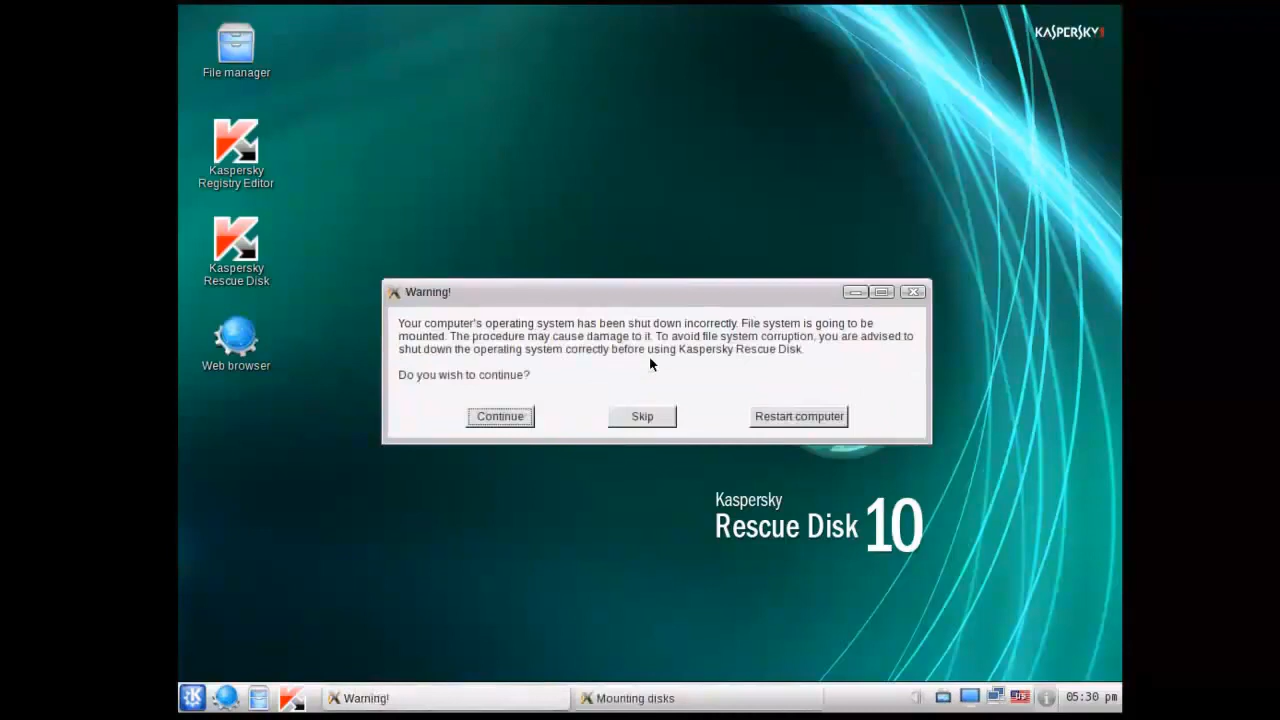 File manager
Kaspersky
Registry Editor
Kaspersky
Rescue Disk
Web browser
KASPERSKY
Warning!
Your computer's operating system has been shut down incorrectly. File system is going to be
mounted. The procedure may cause damage to it. To avoid file system corruption, you are advised to
shut down the operating system correctly before using Kaspersky Rescue Disk.
Do you wish to continue?
Continue
Skip
Restart computer
Kaspersky
Rescue Disk 10
Warning!
Mounting disks
US
05:30 pm